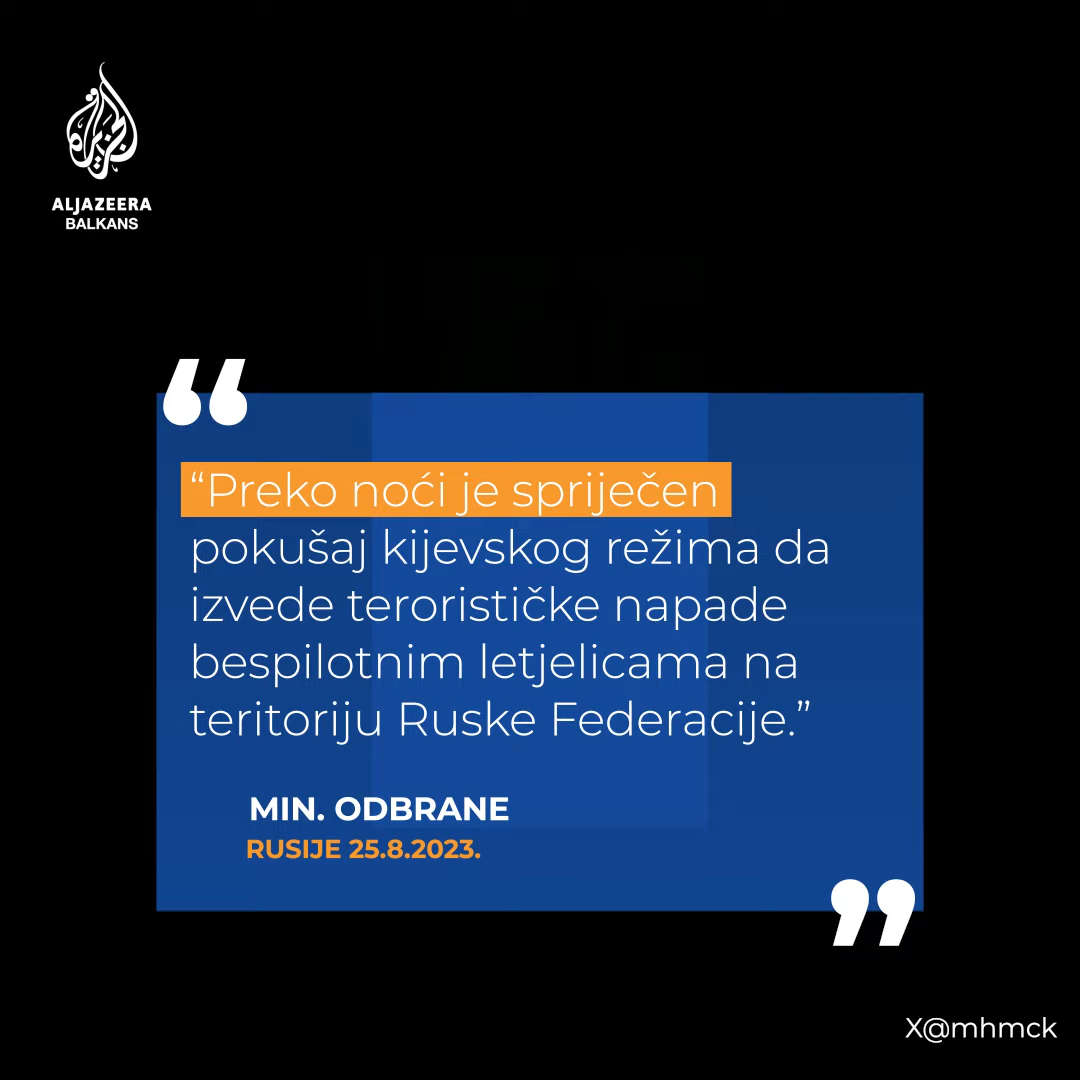 ALJAZEERA
BALKANS
“
“Preko noći je spriječen
pokušaj kijevskog režima da
izvede terorističke napade
bespilotnim letjelicama na
teritoriju Ruske Federacije.”
MIN. ODBRANE
RUSIJE 25.8.2023.
”
X@mhmck